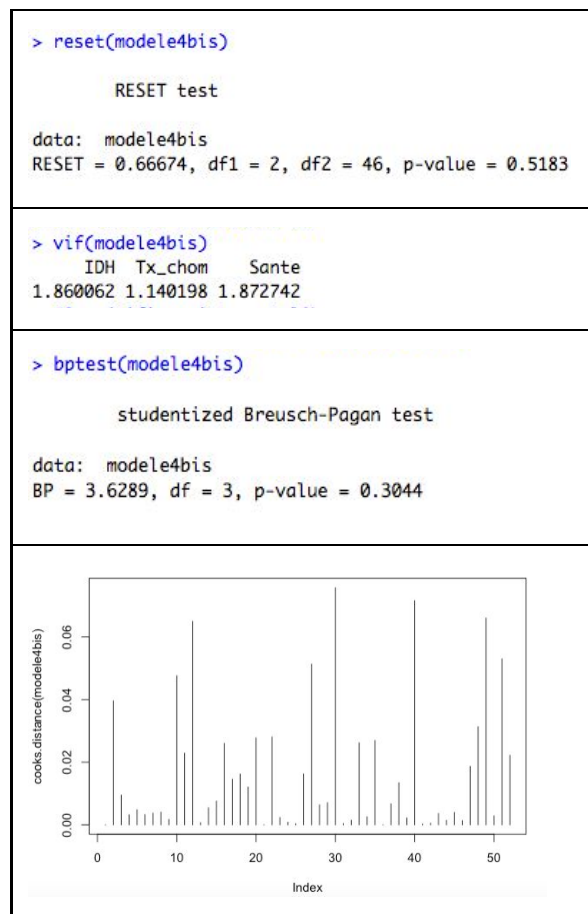 > reset(modele4bis)
RESET test
data:  modele4bis
RESET = 0.66674, df1 = 2, df2 = 46, p-value = 0.5183
> vif(modele4bis)
IDH  Tx_chom  Sante
1.860062 1.140198 1.872742
> bptest(modele4bis)
studentized Breusch-Pagan test
data:  modele4bis
BP = 3.6289, df = 3, p-value = 0.3044
cooks.distance(modele4bis)
0.06
0.04
0.02
0.00
0 10 20 30 40 50
Index